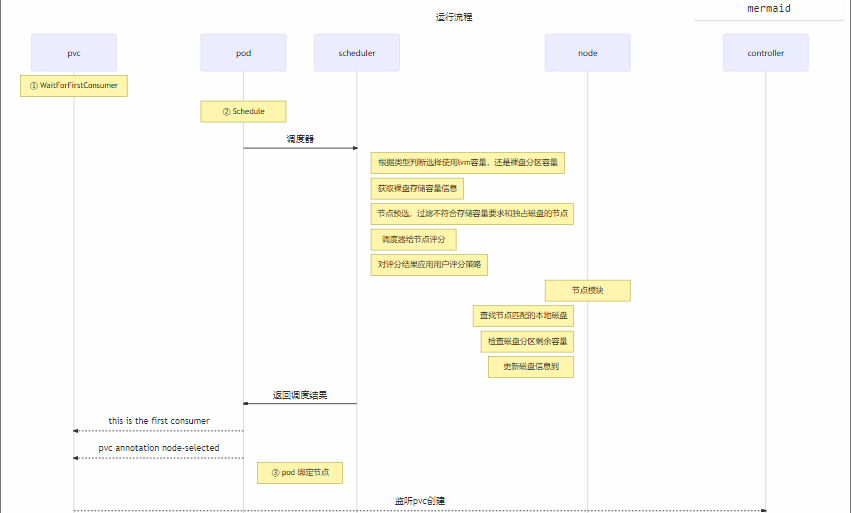 运行流程
mermaid
pvc
pod
scheduler
node
controller
① WaitForFirstConsumer
② Schedule
调度器
根据类型判断选择使用lvm容量，还是裸盘分区容量
获取裸盘存储容量信息
节点预选，过滤不符合存储容量要求和独占磁盘的节点
调度器给节点评分
对评分结果应用用户评分策略
节点模块
查找节点匹配的本地磁盘
检查磁盘分区剩余容量
更新磁盘信息到
返回调度结果
this is the first consumer
pvc annotation node-selected
③ pod 绑定节点
监听pvc创建